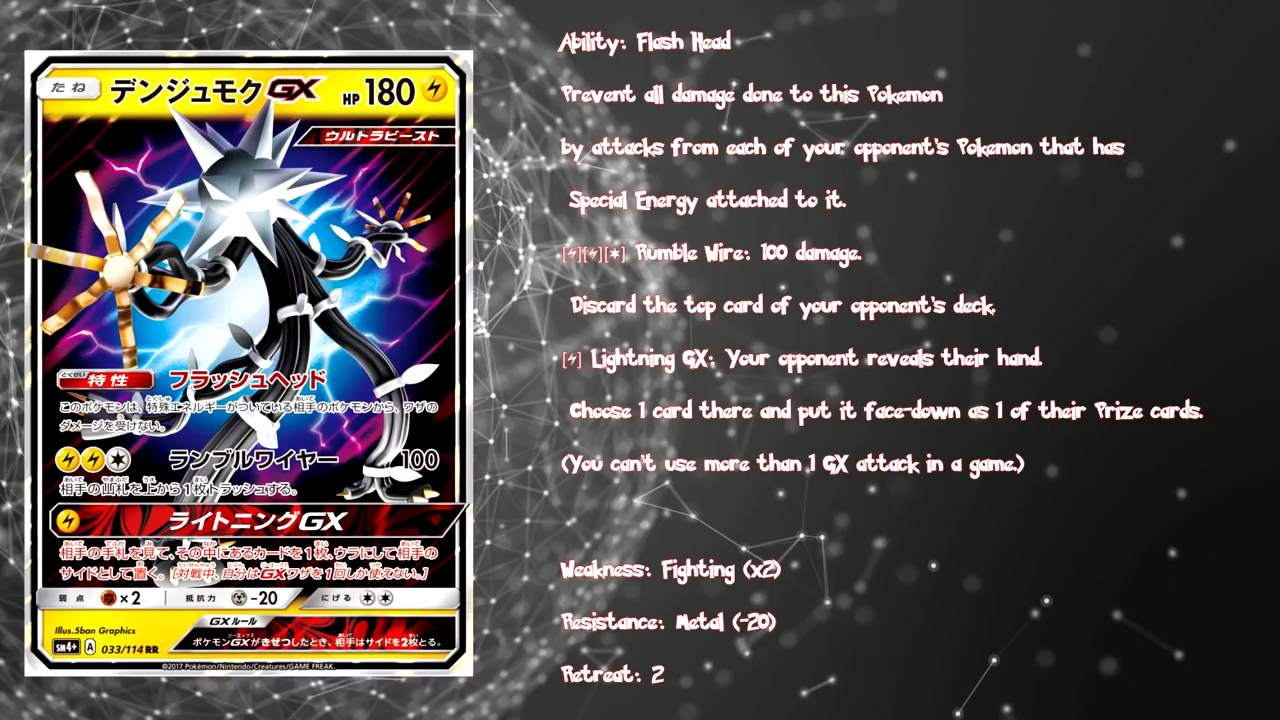 たね デンジュモクGX HP 180
ウルトラビースト
とくせい 特性 フラッシュヘッド
このポケモンは、特殊エネルギーがついている相手のポケモンから、ワザの
ダメージを受けない。
ランブルワイヤー 100
相手の山札を上から1枚トラッシュする。
ライトニングGX
相手の手札を見て、その中にあるカードを1枚、ウラにして相手の
サイドとして置く。[対戦中、自分はGXワザを1回しか使えない。]
弱点 ×2 抵抗力 -20 にげる
GXルール
Illus.5ban Graphics
ポケモンGXがきぜつしたとき、相手はサイドを2枚とる。
SM4+ A 033/114 RR
©2017 Pokémon/Nintendo/Creatures/GAME FREAK.
Ability: Flash Head
Prevent all damage done to this Pokemon
by attacks from each of your opponent's Pokemon that has
Special Energy attached to it.
[⚡][⚡][✶] Rumble Wire: 100 damage.
Discard the top card of your opponent's deck.
[⚡] Lightning GX: Your opponent reveals their hand.
Choose 1 card there and put it face-down as 1 of their Prize cards.
(You can't use more than 1 GX attack in a game.)
Weakness: Fighting (x2)
Resistance: Metal (-20)
Retreat: 2